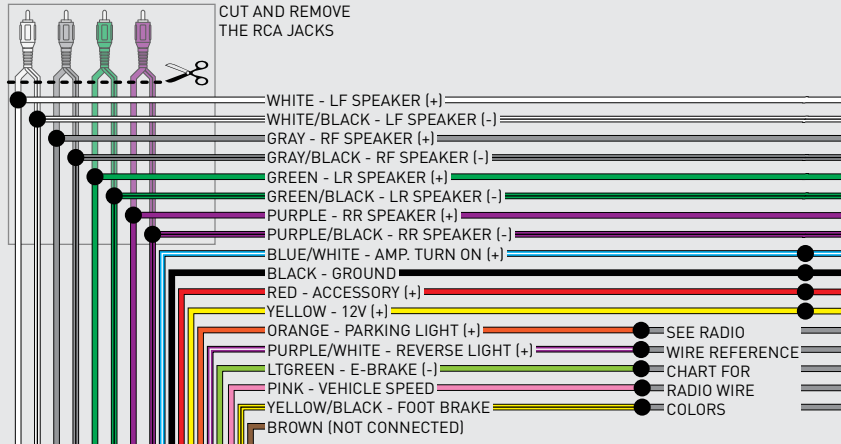 CUT AND REMOVE
THE RCA JACKS
WHITE - LF SPEAKER (+)
WHITE/BLACK - LF SPEAKER (-)
GRAY - RF SPEAKER (+)
GRAY/BLACK - RF SPEAKER (-)
GREEN - LR SPEAKER (+)
GREEN/BLACK - LR SPEAKER (-)
PURPLE - RR SPEAKER (+)
PURPLE/BLACK - RR SPEAKER (-)
BLUE/WHITE - AMP. TURN ON (+)
BLACK - GROUND
RED - ACCESSORY (+)
YELLOW - 12V (+)
ORANGE - PARKING LIGHT (+)
SEE RADIO
PURPLE/WHITE - REVERSE LIGHT (+)
WIRE REFERENCE
LTGREEN - E-BRAKE (-)
CHART FOR
PINK - VEHICLE SPEED
RADIO WIRE
YELLOW/BLACK - FOOT BRAKE
COLORS
BROWN (NOT CONNECTED)